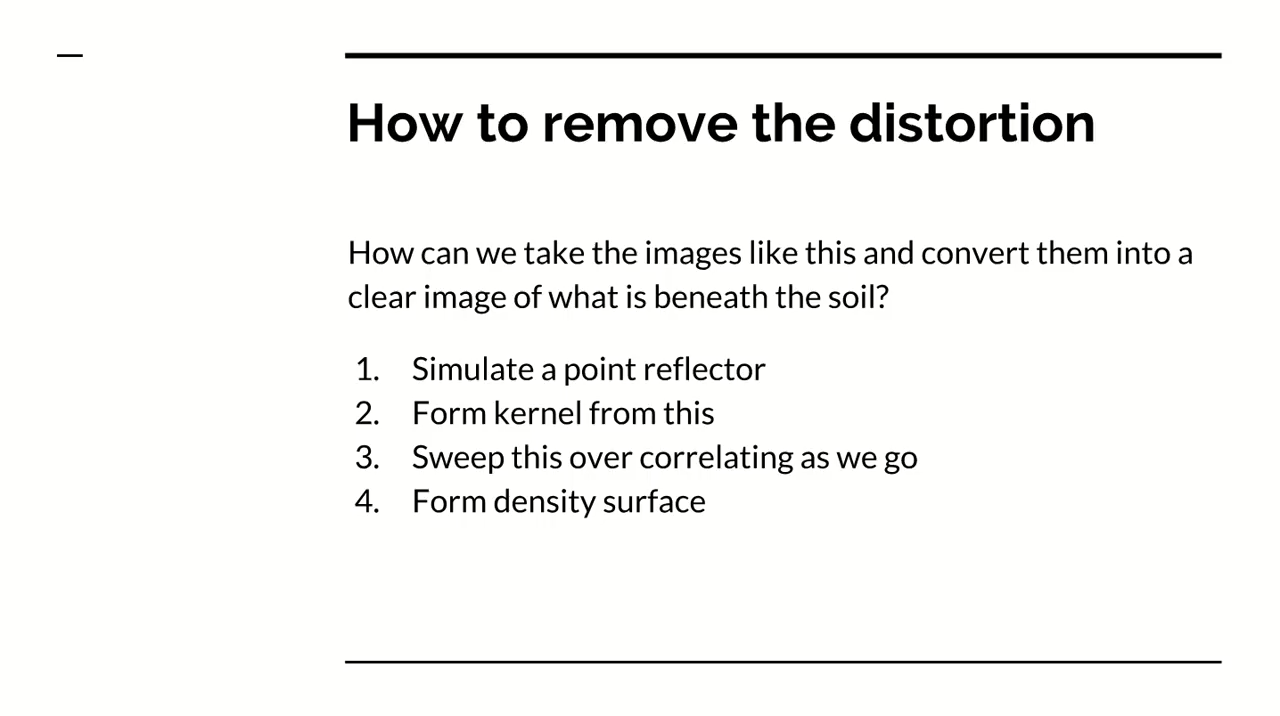 How to remove the distortion
How can we take the images like this and convert them into a
clear image of what is beneath the soil?
1. Simulate a point reflector
2. Form kernel from this
3. Sweep this over correlating as we go
4. Form density surface